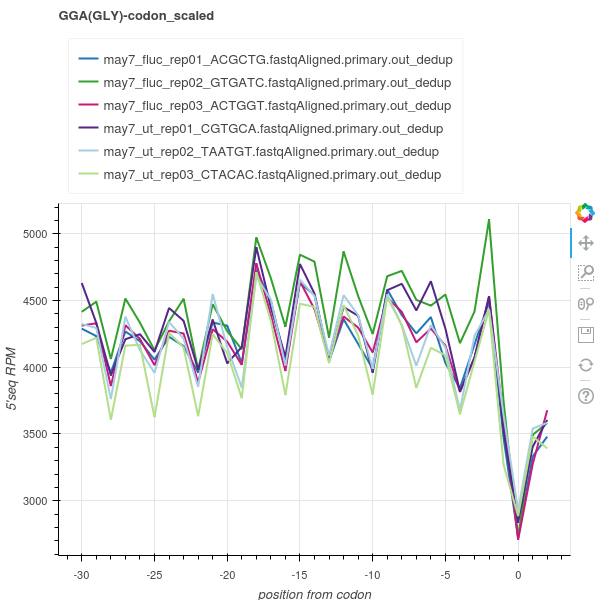 GGA(GLY)-codon_scaled
may7_fluc_rep01_ACGCTG.fastqAligned.primary.out_dedup
may7_fluc_rep02_GTGATC.fastqAligned.primary.out_dedup
may7_fluc_rep03_ACTGGT.fastqAligned.primary.out_dedup
may7_ut_rep01_CGTGCA.fastqAligned.primary.out_dedup
may7_ut_rep02_TAATGT.fastqAligned.primary.out_dedup
may7_ut_rep03_CTACAC.fastqAligned.primary.out_dedup
5000
4500
4000
3500
3000
5'seq RPM
-30 -25 -20 -15 -10 -5 0
position from codon